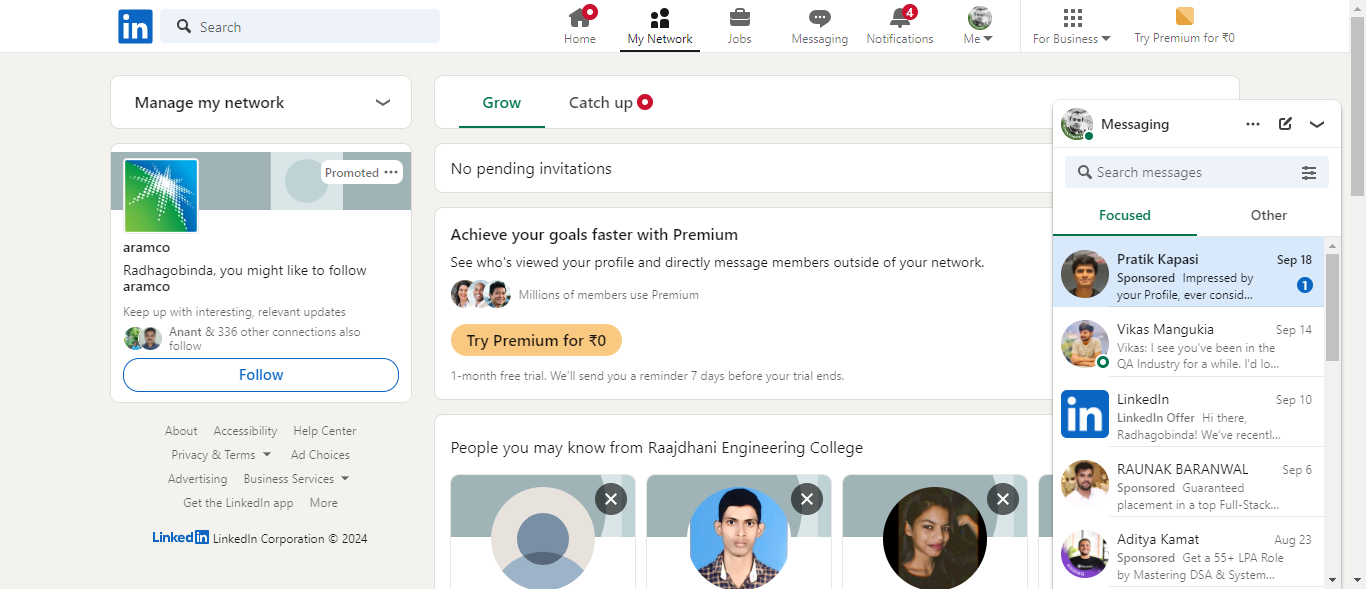 in
Search
Home
My Network
Jobs
Messaging
4
Notifications
Me
For Business
Try Premium for ₹0
Manage my network
Promoted
aramco
Radhagobinda, you might like to follow
aramco
Keep up with interesting, relevant updates
Anant & 336 other connections also
follow
Follow
About Accessibility Help Center
Privacy & Terms Ad Choices
Advertising Business Services
Get the LinkedIn app More
LinkedIn LinkedIn Corporation © 2024
Grow
Catch up
No pending invitations
Achieve your goals faster with Premium
See who's viewed your profile and directly message members outside of your network.
Millions of members use Premium
Try Premium for ₹0
1-month free trial. We'll send you a reminder 7 days before your trial ends.
People you may know from Raajdhani Engineering College
Messaging
Search messages
Focused
Other
Pratik Kapasi Sep 18
Sponsored Impressed by
your Profile, ever consid... 1
Vikas Mangukia Sep 14
Vikas: I see you've been in the
QA Industry for a while. I'd lo...
in
LinkedIn Sep 10
LinkedIn Offer Hi there,
Radhagobinda! We've recentl...
RAUNAK BARANWAL Sep 6
Sponsored Guaranteed
placement in a top Full-Stack...
Aditya Kamat Aug 23
Sponsored Get a 55+ LPA Role
by Mastering DSA & System...